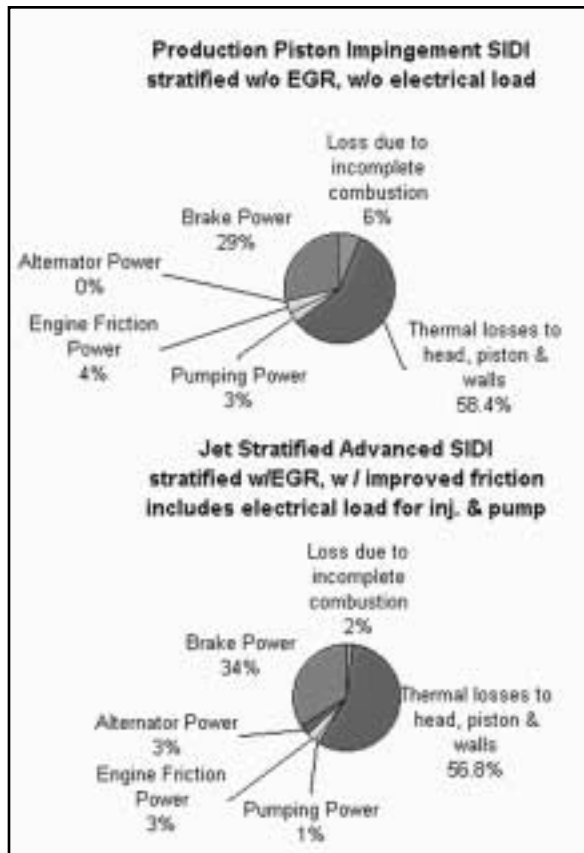 Production Piston Impingement SIDI
stratified w/o EGR, w/o electrical load
Loss due to
incomplete
combustion
6%
Brake Power
29%
Alternator Power
0%
Engine Friction
Power
4%
Pumping Power
3%
Thermal losses to
head, piston &
walls
58.4%
Jet Stratified Advanced SIDI
stratified w/EGR, w / improved friction
includes electrical load for inj. & pump
Loss due to
incomplete
combustion
2%
Brake Power
34%
Alternator Power
3%
Engine Friction
Power
3%
Pumping Power
1%
Thermal losses to
head, piston &
walls
56.8%